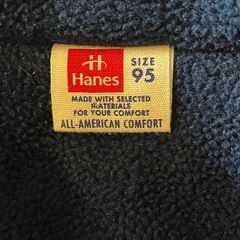 Hanes
SIZE
95
MADE WITH SELECTED
MATERIALS
FOR YOUR COMFORT
ALL-AMERICAN COMFORT